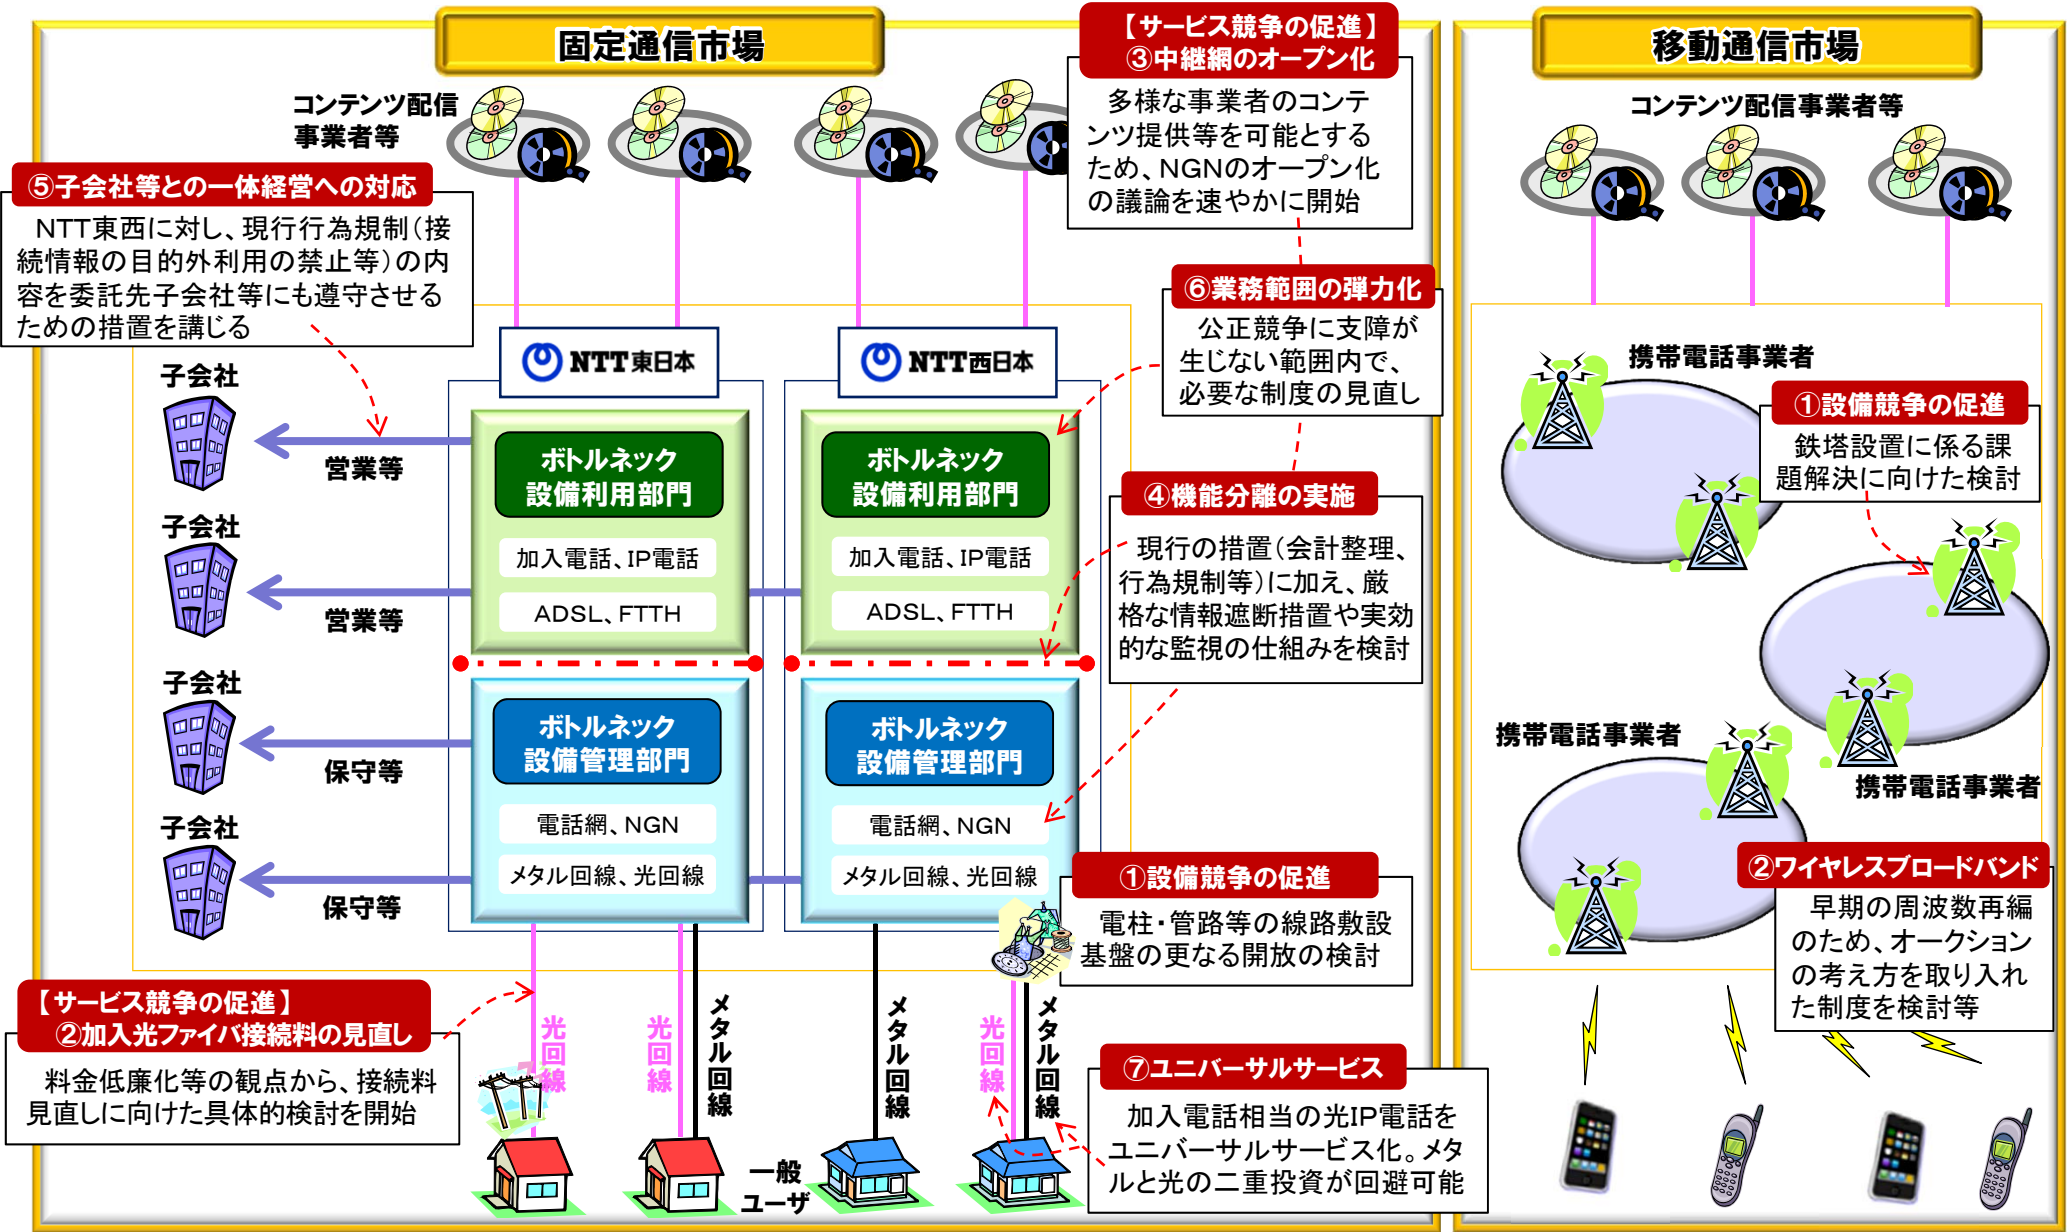 固定通信市場
コンテンツ配信
事業者等
【サービス競争の促進】
③中継網のオープン化
多様な事業者のコンテ
ンツ提供等を可能とする
ため、NGNのオープン化
の議論を速やかに開始
⑤子会社等との一体経営への対応
NTT東西に対し、現行行為規制(接
続情報の目的外利用の禁止等)の内
容を委託先子会社等にも遵守させる
ための措置を講じる
⑥業務範囲の弾力化
公正競争に支障が
生じない範囲内で、
必要な制度の見直し
NTT東日本
NTT西日本
子会社
営業等
子会社
営業等
子会社
保守等
子会社
保守等
ボトルネック
設備利用部門
加入電話、IP電話
ADSL、FTTH
ボトルネック
設備利用部門
加入電話、IP電話
ADSL、FTTH
④機能分離の実施
現行の措置(会計整理、
行為規制等)に加え、厳
格な情報遮断措置や実効
的な監視の仕組みを検討
ボトルネック
設備管理部門
電話網、NGN
メタル回線、光回線
ボトルネック
設備管理部門
電話網、NGN
メタル回線、光回線
①設備競争の促進
電柱・管路等の線路敷設
基盤の更なる開放の検討
【サービス競争の促進】
②加入光ファイバ接続料の見直し
料金低廉化等の観点から、接続料
見直しに向けた具体的検討を開始
光回線
光回線
メタル回線
メタル回線
光回線
メタル回線
⑦ユニバーサルサービス
加入電話相当の光IP電話を
ユニバーサルサービス化。メタ
ルと光の二重投資が回避可能
一般
ユーザ
移動通信市場
コンテンツ配信事業者等
携帯電話事業者
①設備競争の促進
鉄塔設置に係る課
題解決に向けた検討
携帯電話事業者
携帯電話事業者
②ワイヤレスブロードバンド
早期の周波数再編
のため、オークション
の考え方を取り入れ
た制度を検討等